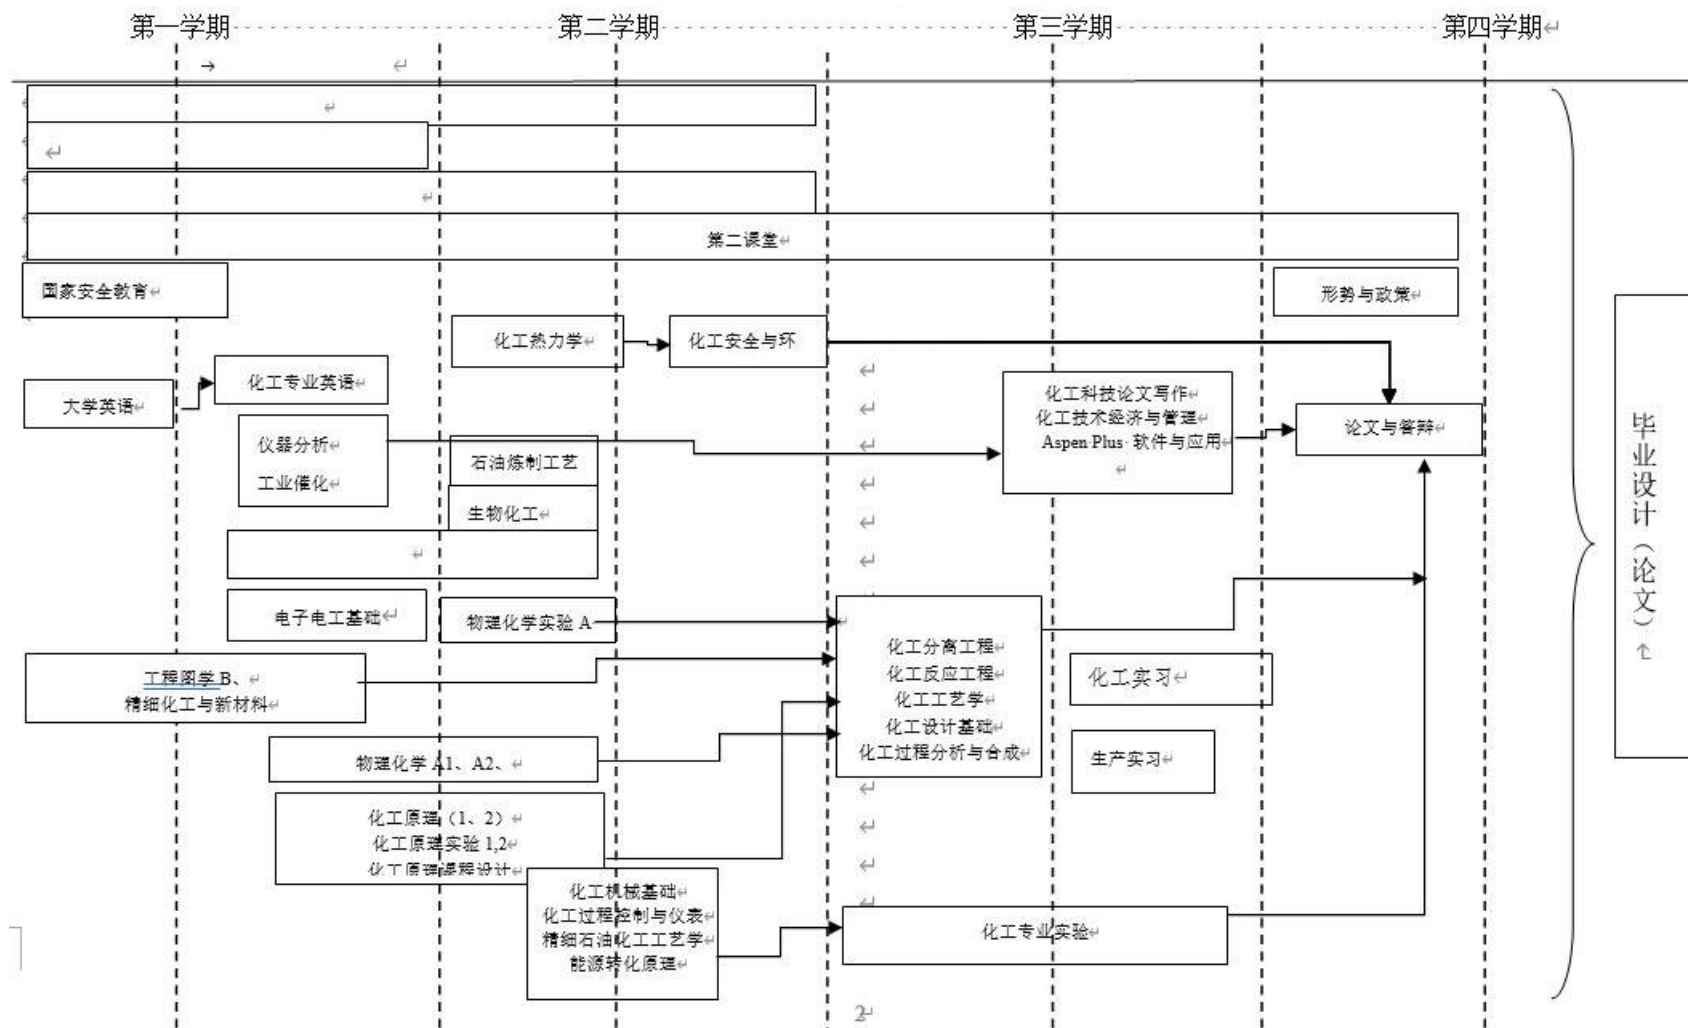 第一学期 第二学期 第三学期 第四学期
第二课堂
国家安全教育
形势与政策
化工热力学
化工安全与环
化工专业英语
大学英语
化工科技论文写作
化工技术经济与管理
Aspen Plus 软件与应用
论文与答辩
仪器分析
工业催化
石油炼制工艺
生物化工
电子电工基础
物理化学实验 A
工程图学 B、
精细化工与新材料
化工分离工程
化工反应工程
化工工艺学
化工设计基础
化工过程分析与合成
化工实习
生产实习
物理化学 A1、A2、
化工原理（1、2）
化工原理实验 1,2
化工原理课程设计
化工机械基础
化工过程控制与仪表
精细石油化工工艺学
能源转化原理
化工专业实验
毕业设计（论文）
2